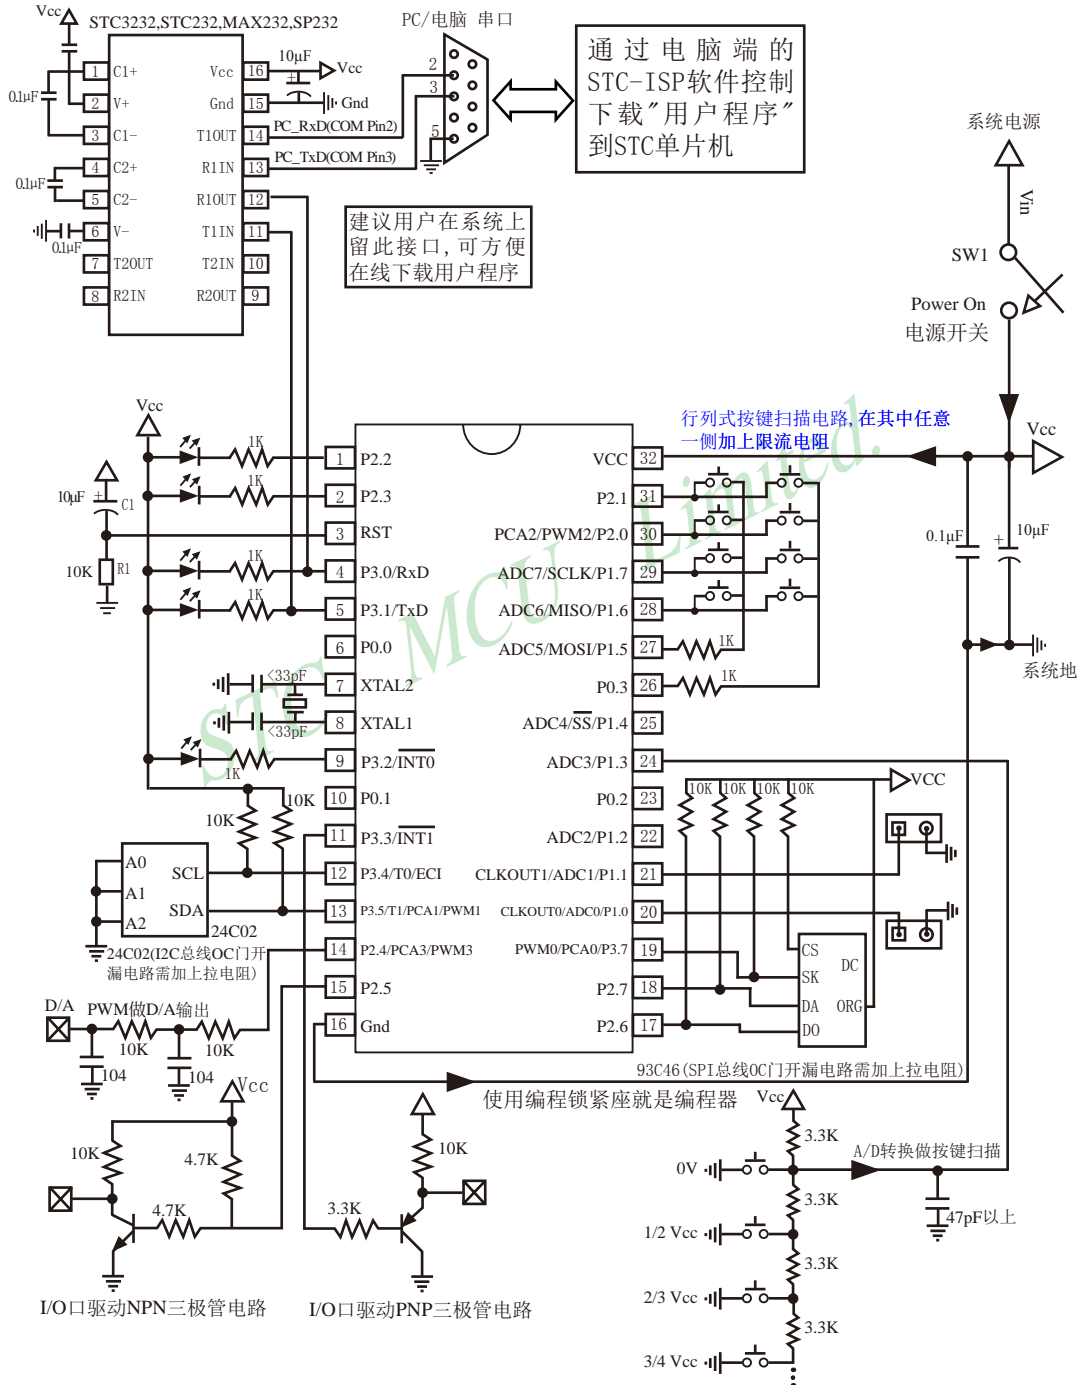 Vcc
STC3232,STC232,MAX232,SP232
PC/电脑 串口
1 C1+
2 V+
3 C1-
4 C2+
5 C2-
6 V-
7 T2OUT
8 R2IN
Vcc 16
Gnd 15
T1OUT 14
R1IN 13
R1OUT 12
T1IN 11
T2IN 10
R2OUT 9
0.1μF
0.1μF
0.1μF
10μF
+
Vcc
Gnd
PC_RxD(COM Pin2)
PC_TxD(COM Pin3)
2
3
5
通过电脑端的
STC-ISP软件控制
下载"用户程序"
到STC单片机
建议用户在系统上
留此接口,可方便
在线下载用户程序
系统电源
Vin
SW1
Power On
电源开关
Vcc
0.1μF
+
10μF
系统地
行列式按键扫描电路,在其中任意
一侧加上限流电阻
STC MCU Limited.
Vcc
1K
1K
10μF
+
C1
10K
R1
1K
1K
<33pF
<33pF
1K
10K
10K
1 P2.2
2 P2.3
3 RST
4 P3.0/RxD
5 P3.1/TxD
6 P0.0
7 XTAL2
8 XTAL1
9 P3.2/INT0
10 P0.1
11 P3.3/INT1
12 P3.4/T0/ECI
13 P3.5/T1/PCA1/PWM1
14 P2.4/PCA3/PWM3
15 P2.5
16 Gnd
VCC 32
P2.1 31
PCA2/PWM2/P2.0 30
ADC7/SCLK/P1.7 29
ADC6/MISO/P1.6 28
ADC5/MOSI/P1.5 27
P0.3 26
ADC4/SS/P1.4 25
ADC3/P1.3 24
P0.2 23
ADC2/P1.2 22
CLKOUT1/ADC1/P1.1 21
CLKOUT0/ADC0/P1.0 20
PWM0/PCA0/P3.7 19
P2.7 18
P2.6 17
1K
1K
10K 10K 10K 10K
VCC
CS
SK
DA
DO
DC
ORG
93C46(SPI总线OC门开漏电路需加上拉电阻)
A0
A1
A2
SCL
SDA
24C02
24C02(I2C总线OC门开
漏电路需加上拉电阻)
D/A
PWM做D/A输出
10K
10K
104
104
Vcc
10K
4.7K
4.7K
I/O口驱动NPN三极管电路
10K
3.3K
I/O口驱动PNP三极管电路
使用编程锁紧座就是编程器
Vcc
3.3K
A/D转换做按键扫描
0V
3.3K
47pF以上
1/2 Vcc
3.3K
2/3 Vcc
3.3K
3/4 Vcc